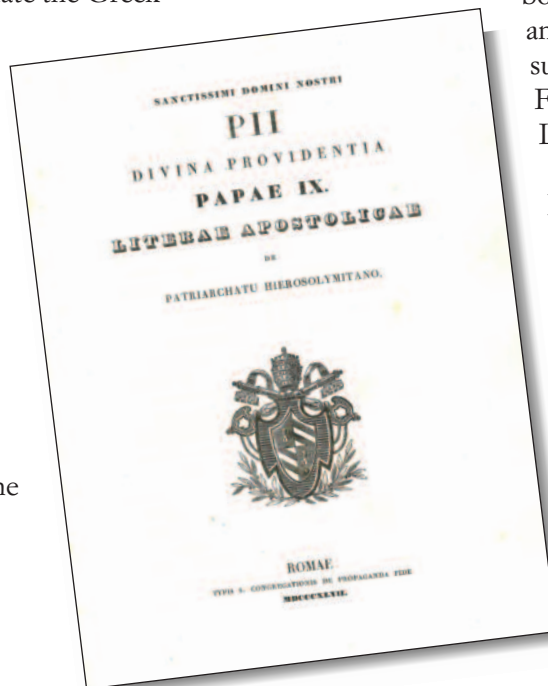 ate the Greek
SANCTISSIMI DOMINI NOSTRI
PII
DIVINA PROVIDENTIA
PAPAE IX.
LITERAE APOSTOLICAE
DE
PATRIARCHATU HIEROSOLYMITANO.
ROMAE
TYPIS S. CONGREGATIONIS DE PROPAGANDA FIDE
MDCCCXLVII.